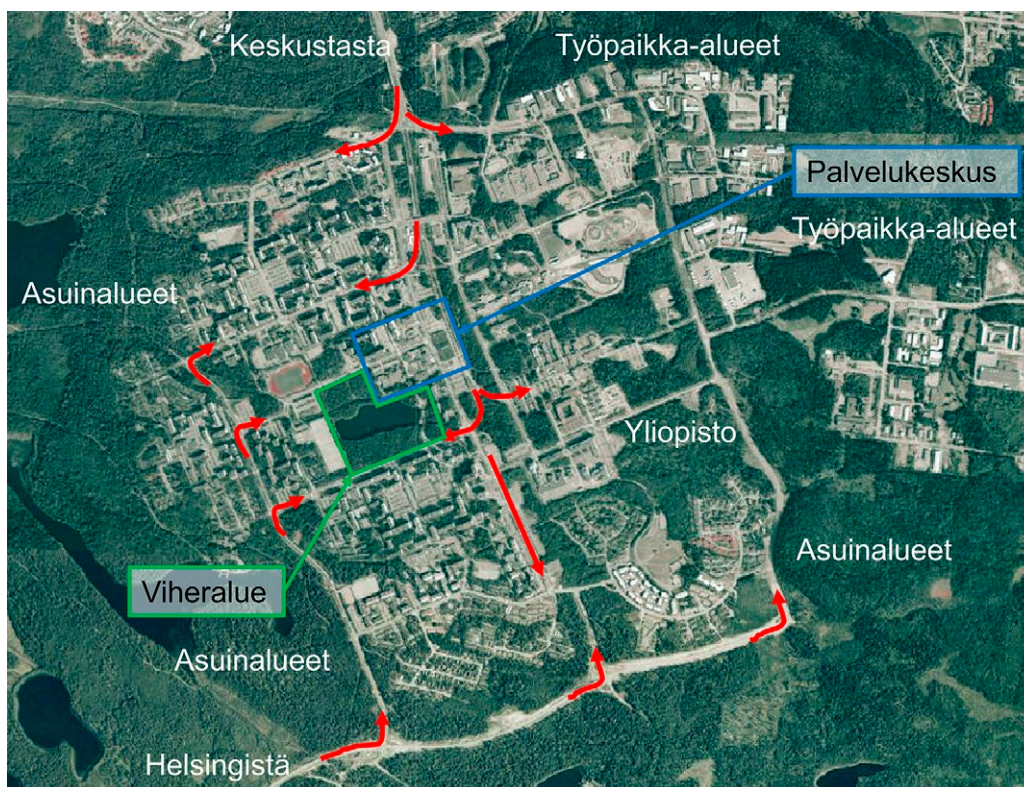 Keskustasta
Työpaikka-alueet
Palvelukeskus
Työpaikka-alueet
Asuinalueet
Yliopisto
Asuinalueet
Viheralue
Asuinalueet
Helsingistä